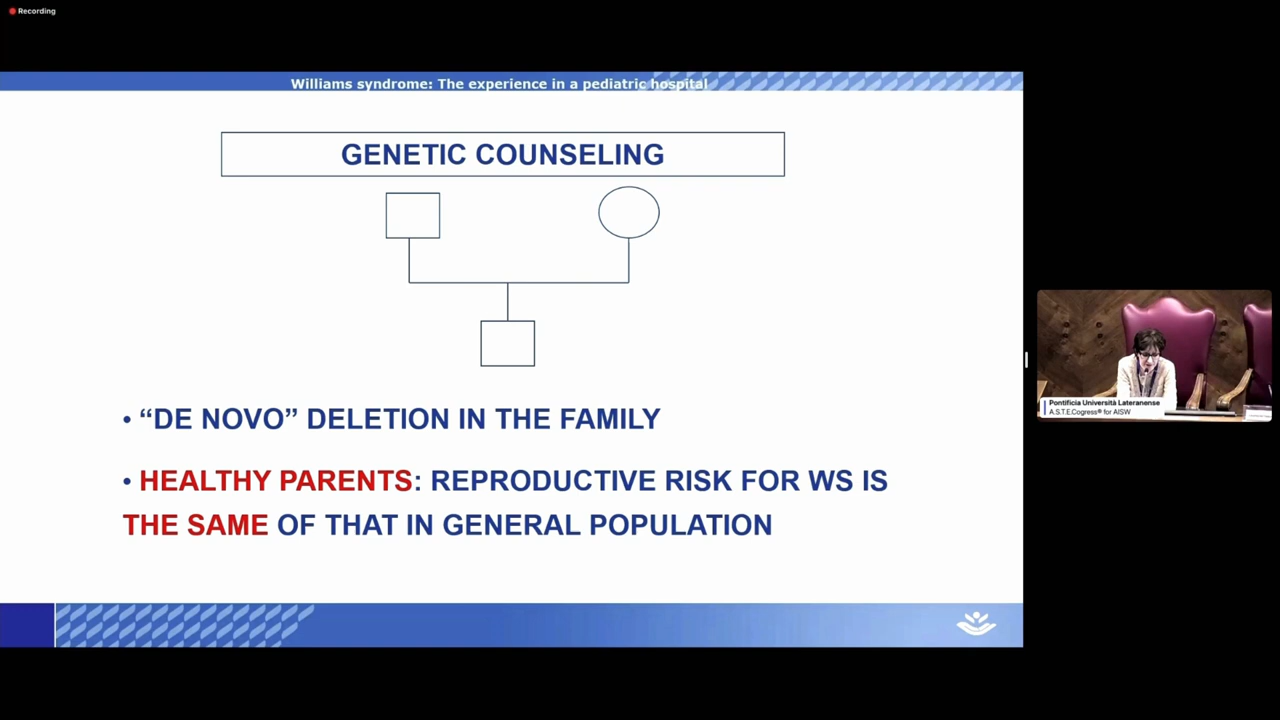 Recording
Williams syndrome: The experience in a pediatric hospital
GENETIC COUNSELING
• “DE NOVO” DELETION IN THE FAMILY
• HEALTHY PARENTS: REPRODUCTIVE RISK FOR WS IS
THE SAME OF THAT IN GENERAL POPULATION
Pontificia Università Lateranense
A.S.T.E.Cogress® for AISW